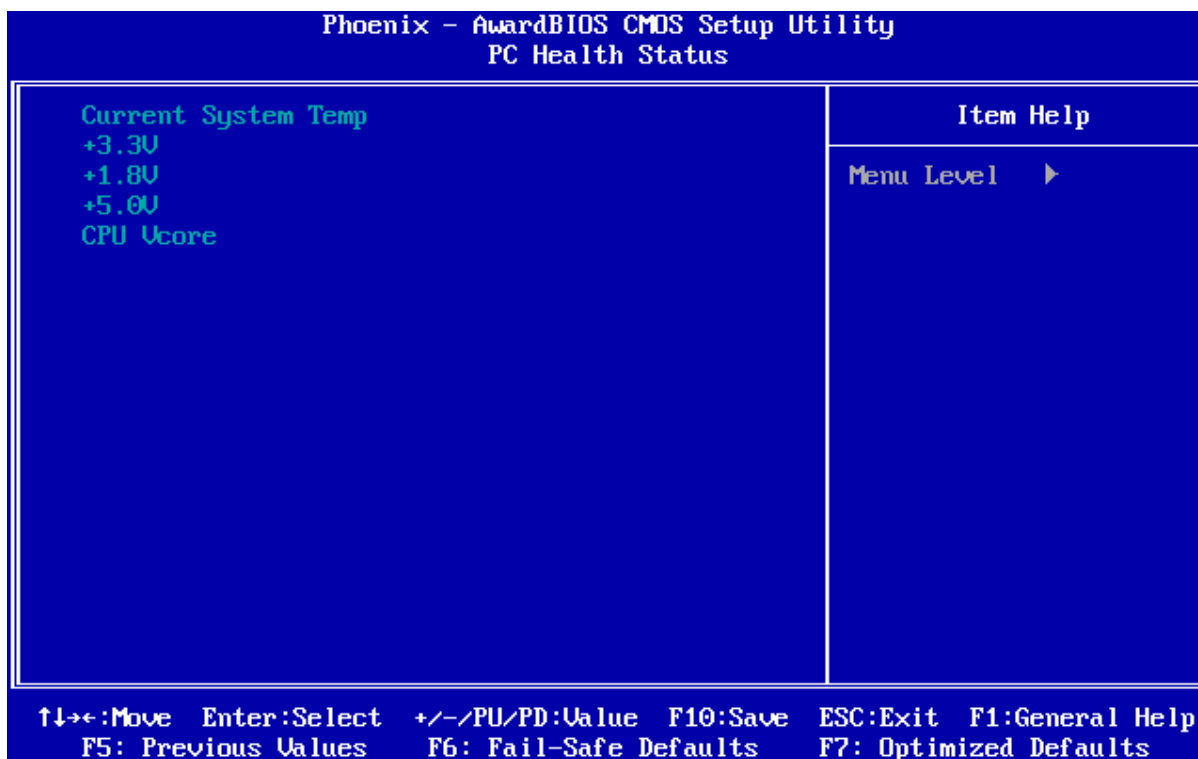 Phoenix - AwardBIOS CMOS Setup Utility
PC Health Status
Current System Temp
+3.3V
+1.8V
+5.0V
CPU Vcore
Item Help
Menu Level ▶
↑↓→←:Move Enter:Select +/-/PU/PD:Value F10:Save ESC:Exit F1:General Help
F5: Previous Values F6: Fail-Safe Defaults F7: Optimized Defaults